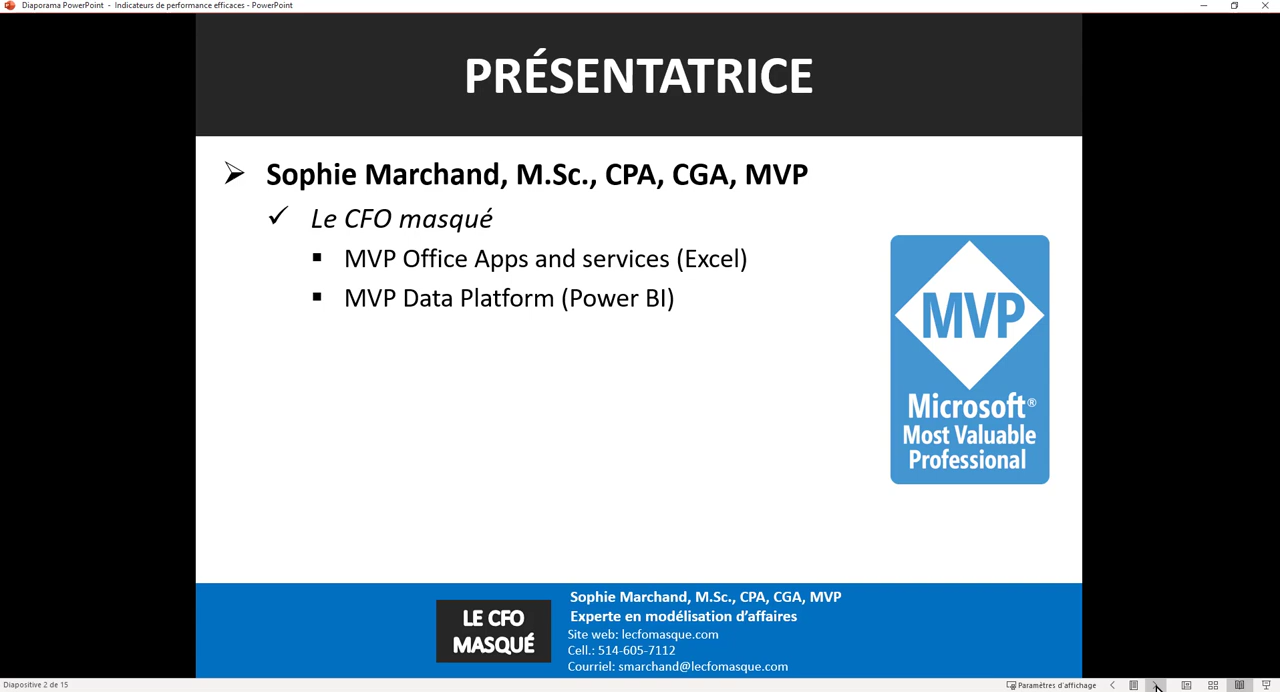 Diaporama PowerPoint - Indicateurs de performance efficaces - PowerPoint
PRÉSENTATRICE
Sophie Marchand, M.Sc., CPA, CGA, MVP
Le CFO masqué
MVP Office Apps and services (Excel)
MVP Data Platform (Power BI)
MVP
Microsoft®
Most Valuable
Professional
LE CFO
MASQUÉ
Sophie Marchand, M.Sc., CPA, CGA, MVP
Experte en modélisation d’affaires
Site web: lecfomasque.com
Cell.: 514-605-7112
Courriel: smarchand@lecfomasque.com
Diapositive 2 de 15
Paramètres d'affichage